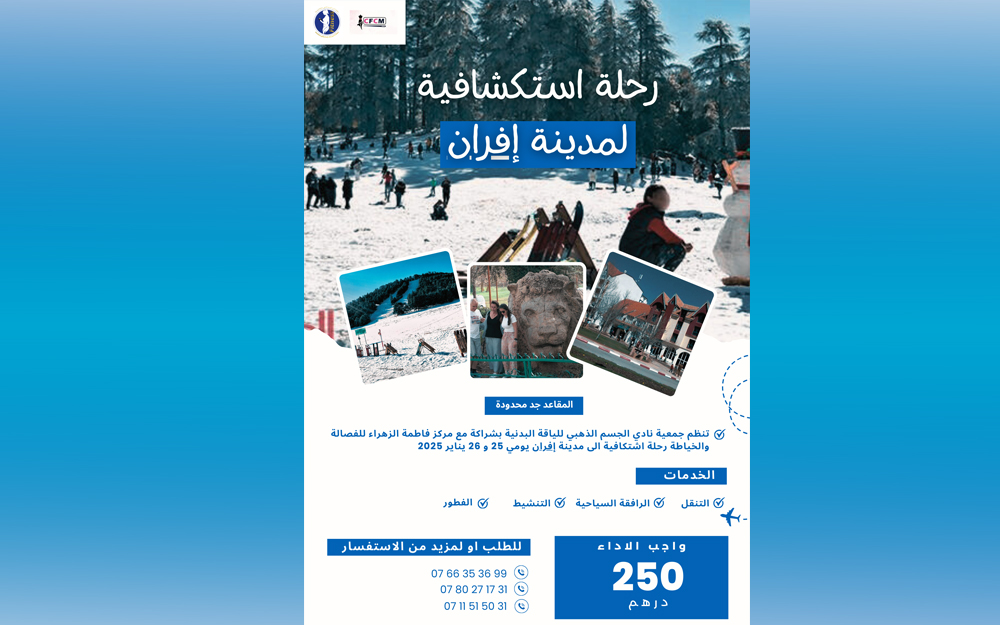 CFCM
رحلة استكشافية
لمدينة إفران
المقاعد جد محدودة
تنظم جمعية نادي الجسم الذهبي للياقة البدنية بشراكة مع مركز فاطمة الزهراء للفصالة
والخياطة رحلة اشتكافية الى مدينة إفران يومي 25 و 26 يناير 2025
الخدمات
التنقل
الرافقة السياحية
التنشيط
الفطور
واجب الاداء
250
درهم
للطلب او لمزيد من الاستفسار
07 66 35 36 99
07 80 27 17 31
07 11 51 50 31